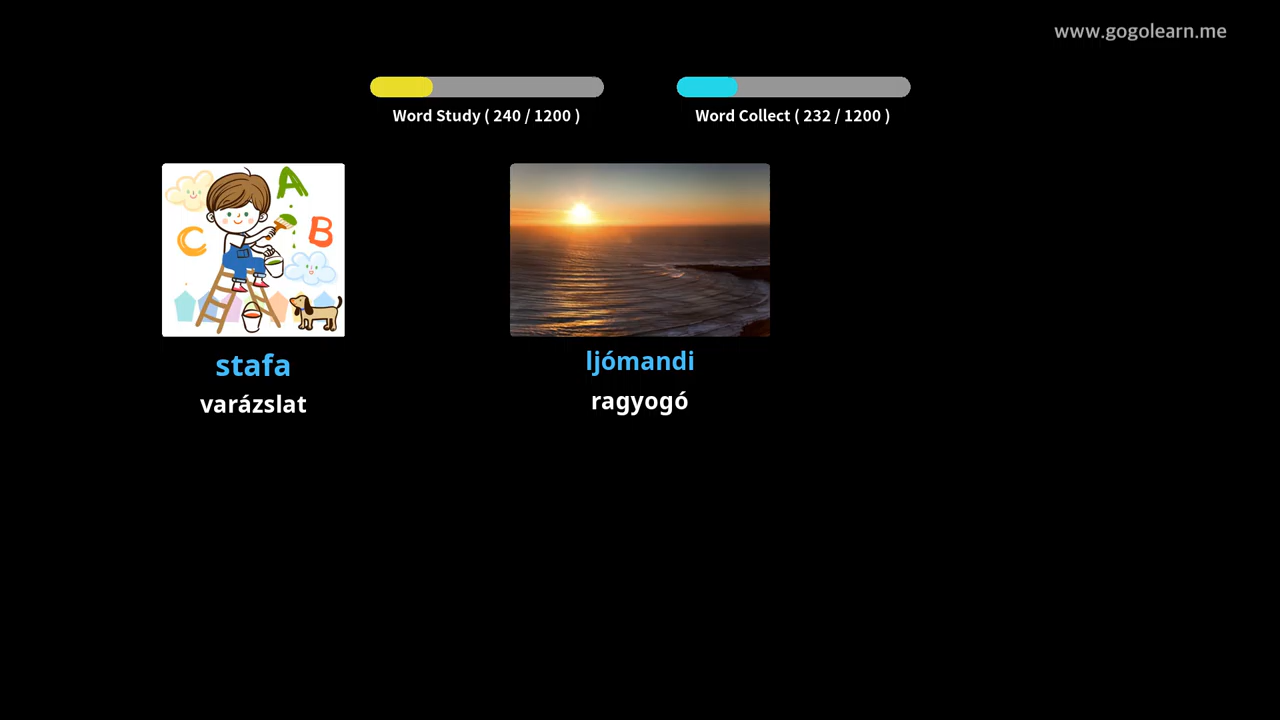 www.gogolearn.me
Word Study ( 240 / 1200 )
Word Collect ( 232 / 1200 )
A
B
C
stafa
varázslat
ljómandi
ragyogó